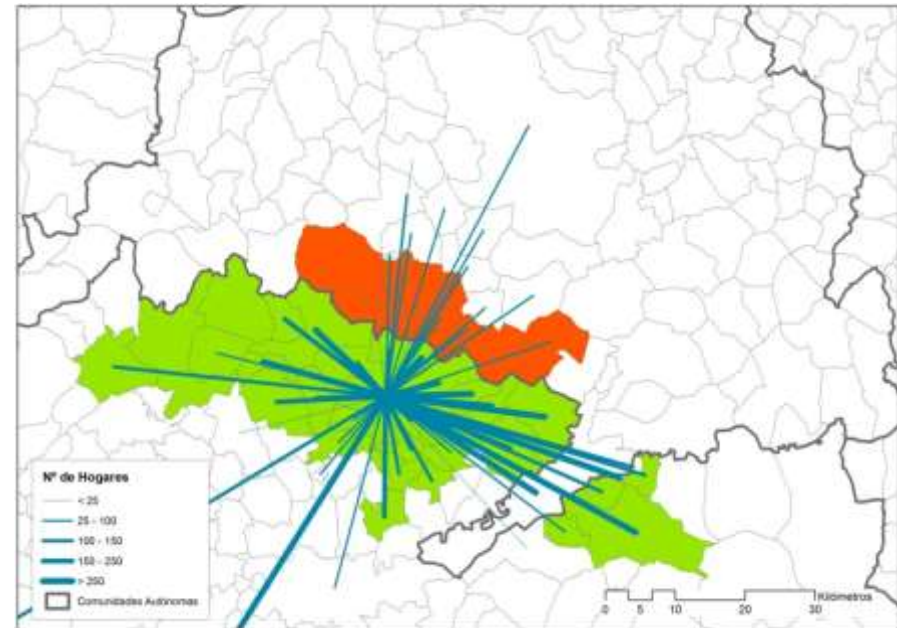 Nº de Hogares
< 25
25 - 100
100 - 150
150 - 250
> 250
Comunidades Autónomas
Kilómetros
0 5 10 20 30